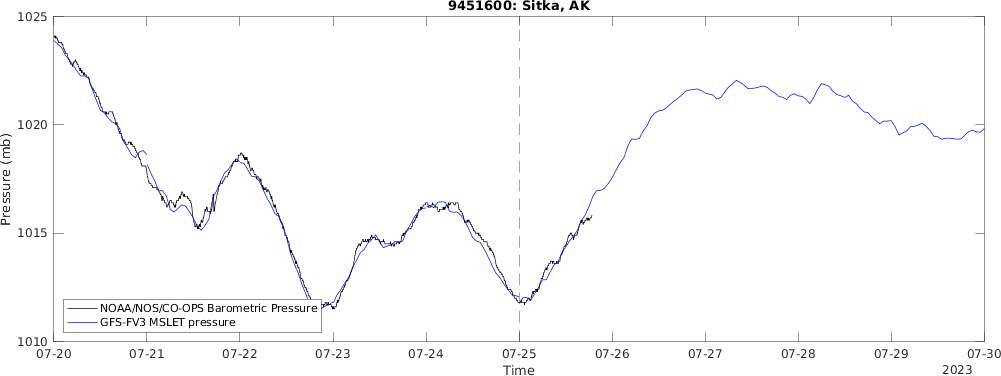 9451600: Sitka, AK
Pressure (mb)
1025
1020
1015
1010
NOAA/NOS/CO-OPS Barometric Pressure
GFS-FV3 MSLET pressure
07-20 07-21 07-22 07-23 07-24 07-25 07-26 07-27 07-28 07-29 07-30
Time
2023